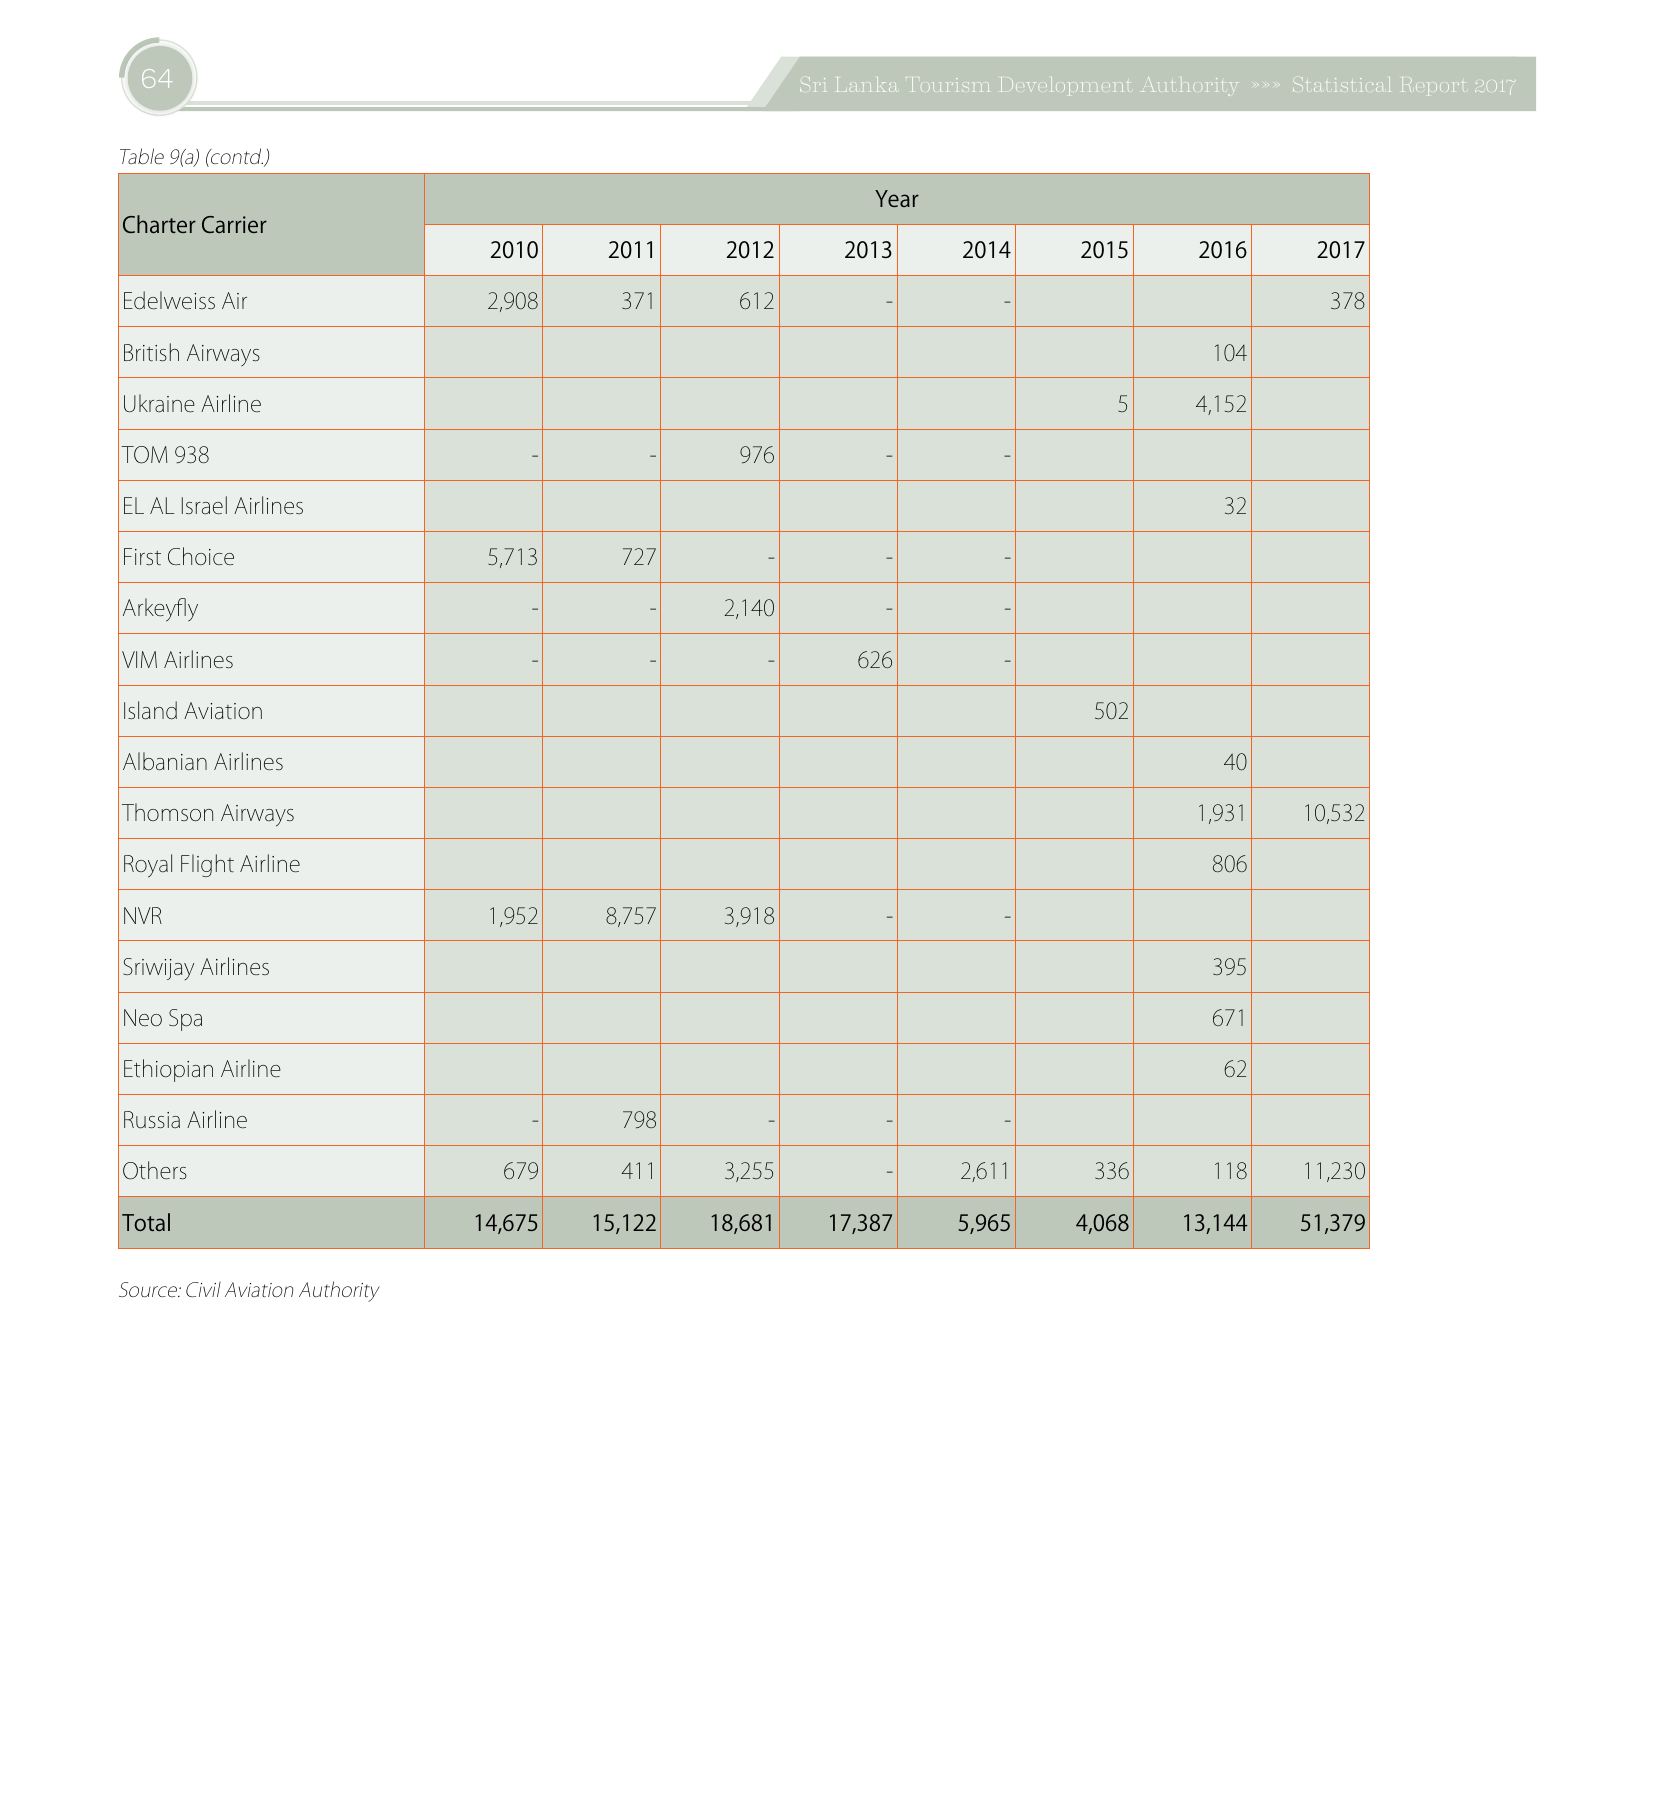 64
Sri Lanka Tourism Development Authority »»» Statistical Report 2017
Table 9(a) (contd.)
Charter Carrier
Year
2010 2011 2012 2013 2014 2015 2016 2017
Edelweiss Air 2,908 371 612 - - 378
British Airways 104
Ukraine Airline 5 4,152
TOM 938 - - 976 - -
EL AL Israel Airlines 32
First Choice 5,713 727 - - -
Arkeyfly - - 2,140 - -
VIM Airlines - - - 626 -
Island Aviation 502
Albanian Airlines 40
Thomson Airways 1,931 10,532
Royal Flight Airline 806
NVR 1,952 8,757 3,918 - -
Sriwijay Airlines 395
Neo Spa 671
Ethiopian Airline 62
Russia Airline - 798 - - -
Others 679 411 3,255 - 2,611 336 118 11,230
Total 14,675 15,122 18,681 17,387 5,965 4,068 13,144 51,379
Source: Civil Aviation Authority